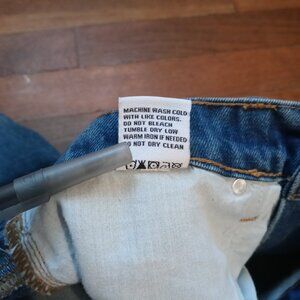 MACHINE WASH COLD
WITH LIKE COLORS.
DO NOT BLEACH
TUMBLE DRY LOW
WARM IRON IF NEEDED
DO NOT DRY CLEAN